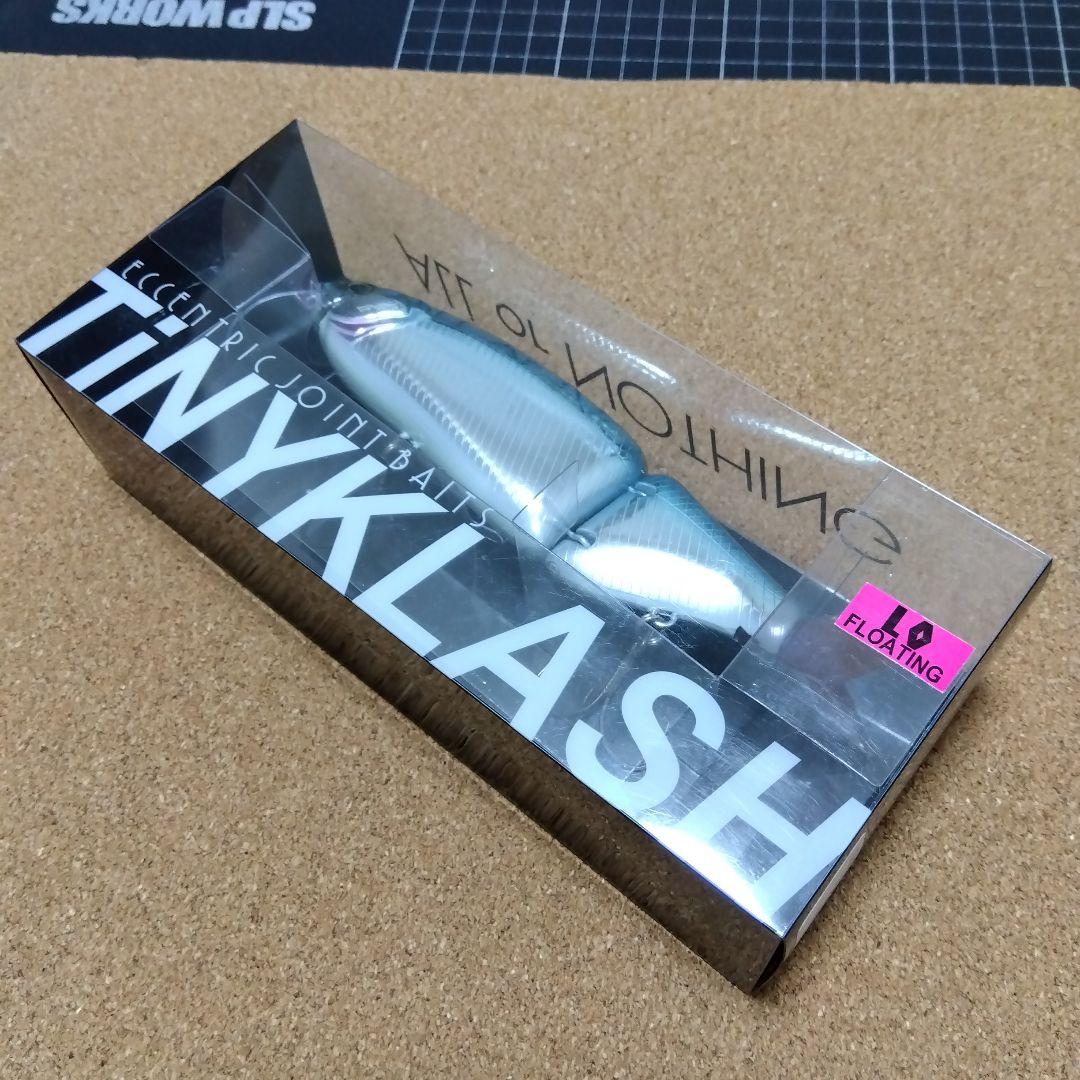 SLP WORKS
ALL or NOTHING
ECCENTRIC JOINT BAITS
TiNYKLASH
LO
FLOATING